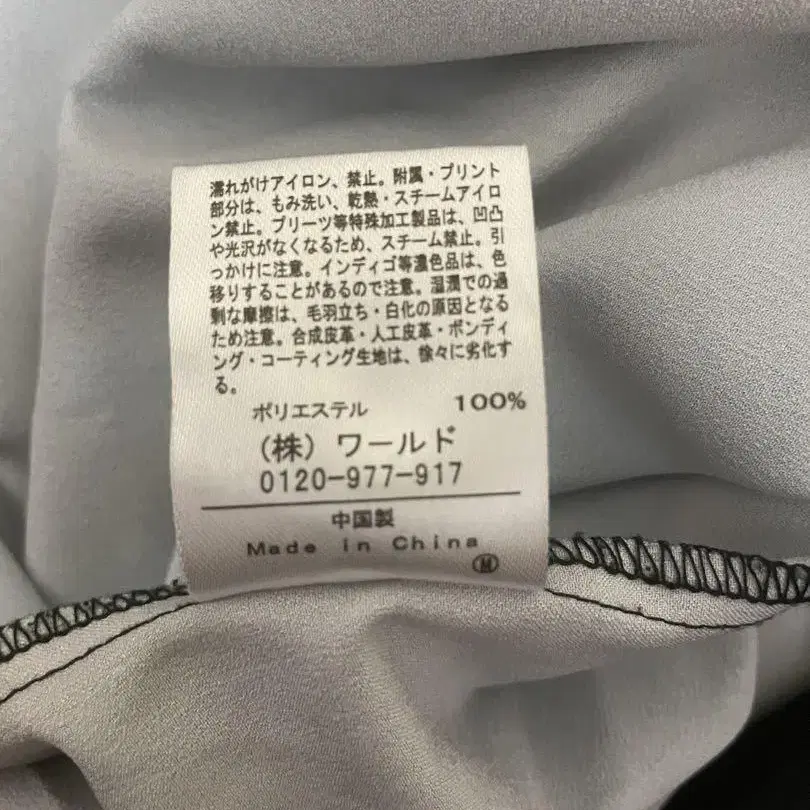 濡れがけアイロン、禁止。附属・プリント
部分は、もみ洗い、乾熱・スチームアイロ
ン禁止。プリーツ等特殊加工製品は、凹凸
や光沢がなくなるため、スチーム禁止。引
っかけに注意。インディゴ等濃色品は、色
移りすることがあるので注意。湿潤での過
剰な摩擦は、毛羽立ち・白化の原因となる
ため注意。合成皮革・人工皮革・ボンディ
ング・コーティング生地は、徐々に劣化す
る。
ポリエステル 100%
(株) ワールド
0120-977-917
中国製
Made in China
M